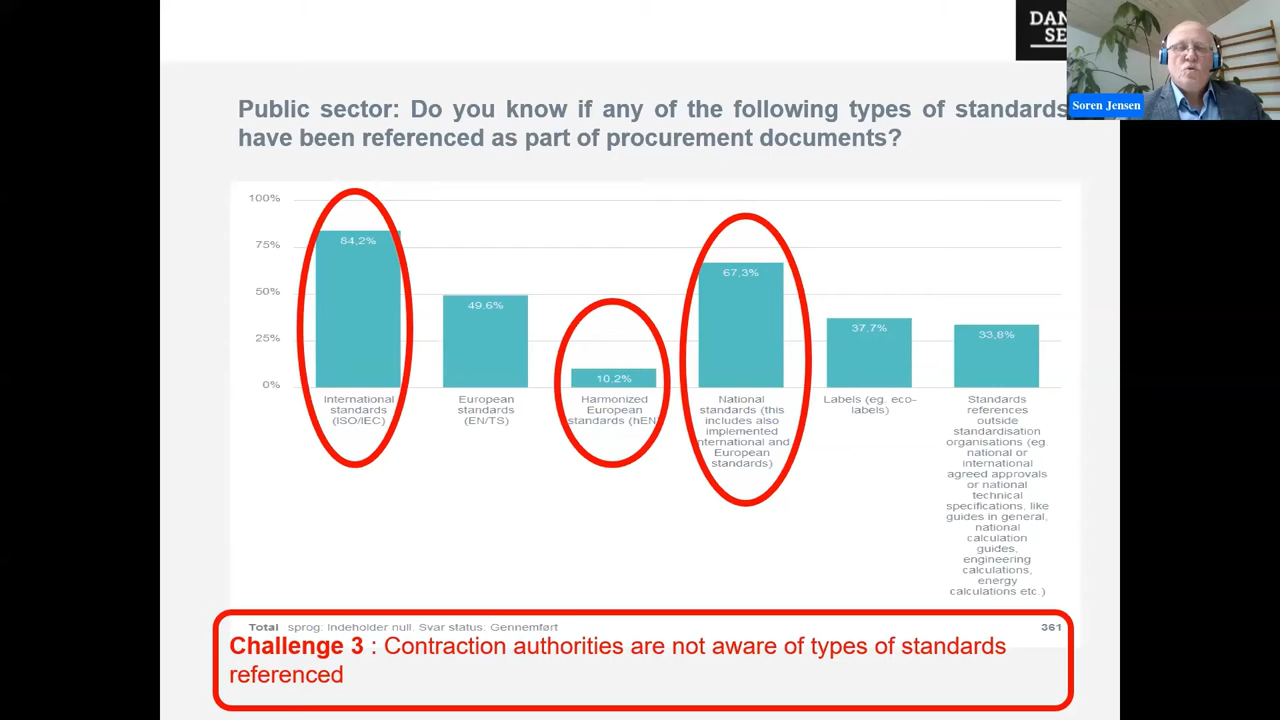 DAN
SE
Soren Jensen
Public sector: Do you know if any of the following types of standards
have been referenced as part of procurement documents?
100%
75%
50%
25%
0%
84,2%
49,6%
10,2%
67,3%
37,7%
33,8%
International
standards
(ISO/IEC)
European
standards
(EN/TS)
Harmonized
European
standards (hEN)
National
standards (this
includes also
implemented
international and
European
standards)
Labels (eg. eco-
labels)
Standards
references
outside
standardisation
organisations (eg.
national or
international
agreed approvals
or national
technical
specifications, like
guides in general,
national
calculation
guides,
engineering
calculations,
energy
calculations etc.)
Total sprog: Indeholder null. Svar status: Gennemført 361
Challenge 3 : Contraction authorities are not aware of types of standards
referenced